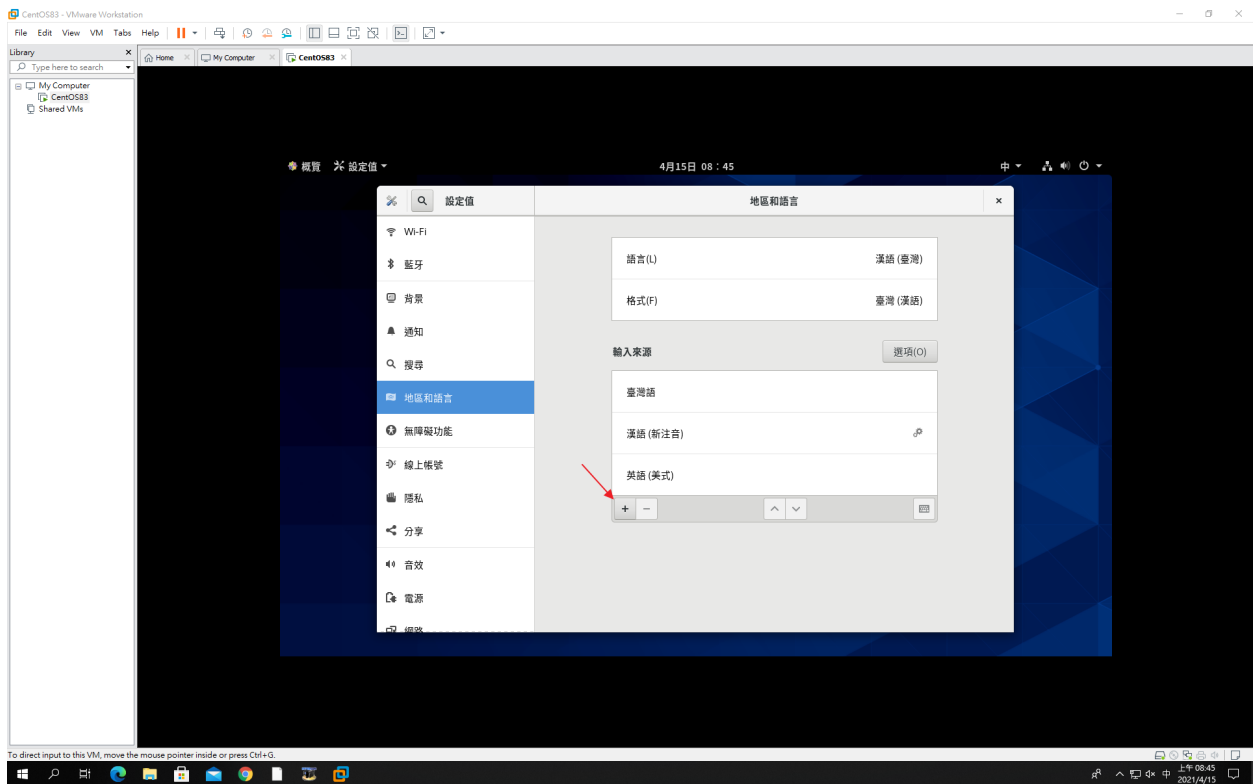 CentOS83 - VMware Workstation
File Edit View VM Tabs Help
Library
Type here to search
Home
My Computer
CentOS83
My Computer
CentOS83
Shared VMs
概覽 設定值
4月15日 08：45
中
設定值
地區和語言
Wi-Fi
藍牙
背景
通知
搜尋
地區和語言
無障礙功能
線上帳號
隱私
分享
音效
電源
網路
語言(L) 漢語 (臺灣)
格式(F) 臺灣 (漢語)
輸入來源 選項(O)
臺灣語
漢語 (新注音)
英語 (美式)
To direct input to this VM, move the mouse pointer inside or press Ctrl+G.
中
上午 08:45
2021/4/15